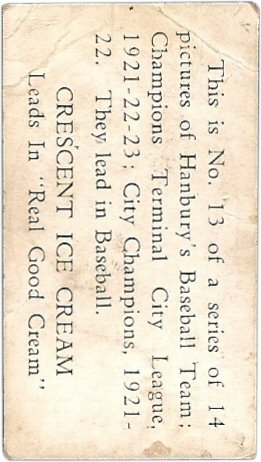 This is No. 13 of a series of 14
pictures of Hanbury's Baseball Team;
Champions Terminal City League,
1921-22-23; City Champions, 1921-
22. They lead in Baseball.
CRESCENT ICE CREAM
Leads In "Real Good Cream"